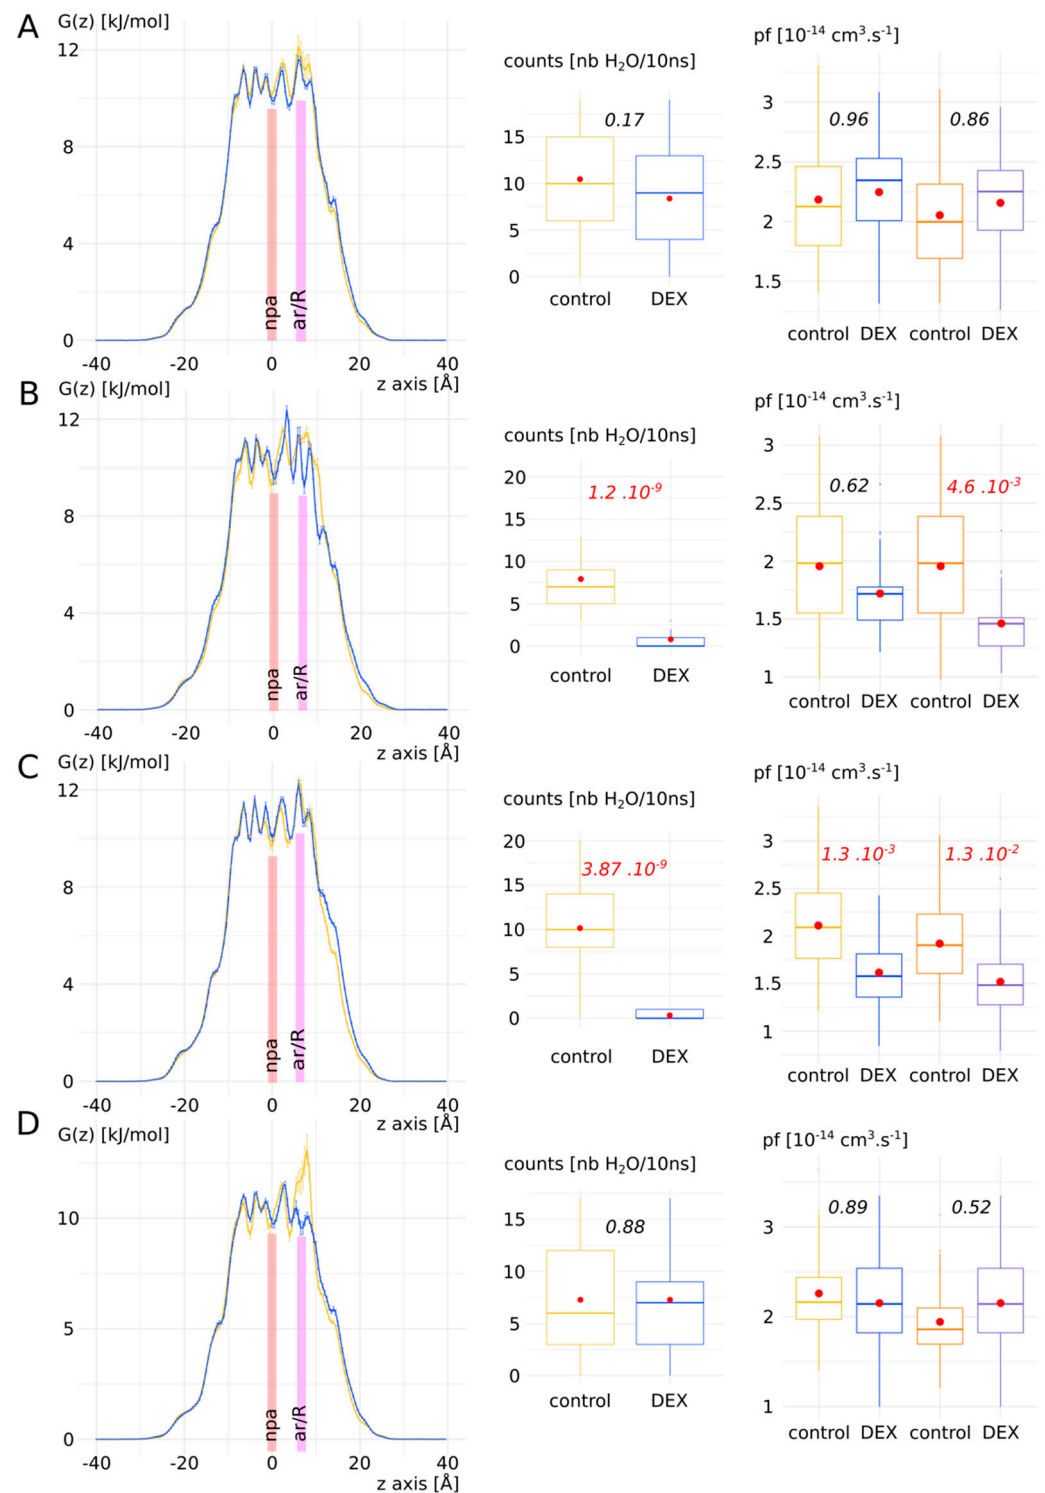 A
G(z) [kJ/mol]
12
8
4
0
npa
ar/R
-40 -20 0 20 40
z axis [Å]
counts [nb H2O/10ns]
15
10
5
0
0.17
control DEX
pf [10-14 cm3.s-1]
3
2.5
2
1.5
0.96 0.86
control DEX control DEX
B
G(z) [kJ/mol]
12
8
4
0
npa
ar/R
-40 -20 0 20 40
z axis [Å]
counts [nb H2O/10ns]
20
15
10
5
0
1.2 .10-9
control DEX
pf [10-14 cm3.s-1]
3
2.5
2
1.5
1
0.62 4.6 .10-3
control DEX control DEX
C
G(z) [kJ/mol]
12
8
4
0
npa
ar/R
-40 -20 0 20 40
z axis [Å]
counts [nb H2O/10ns]
20
15
10
5
0
3.87 .10-9
control DEX
pf [10-14 cm3.s-1]
3
2.5
2
1.5
1
1.3 .10-3 1.3 .10-2
control DEX control DEX
D
G(z) [kJ/mol]
10
5
0
npa
ar/R
-40 -20 0 20 40
z axis [Å]
counts [nb H2O/10ns]
15
10
5
0
0.88
control DEX
pf [10-14 cm3.s-1]
3
2
1
0.89 0.52
control DEX control DEX